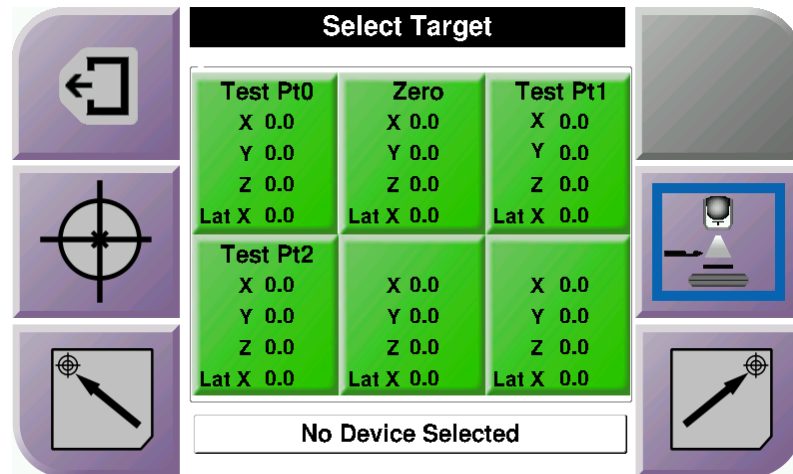 Select Target
Test Pt0 Zero Test Pt1
X 0.0 X 0.0 X 0.0
Y 0.0 Y 0.0 Y 0.0
Z 0.0 Z 0.0 Z 0.0
Lat X 0.0 Lat X 0.0 Lat X 0.0
Test Pt2
X 0.0 X 0.0 X 0.0
Y 0.0 Y 0.0 Y 0.0
Z 0.0 Z 0.0 Z 0.0
Lat X 0.0 Lat X 0.0 Lat X 0.0
No Device Selected